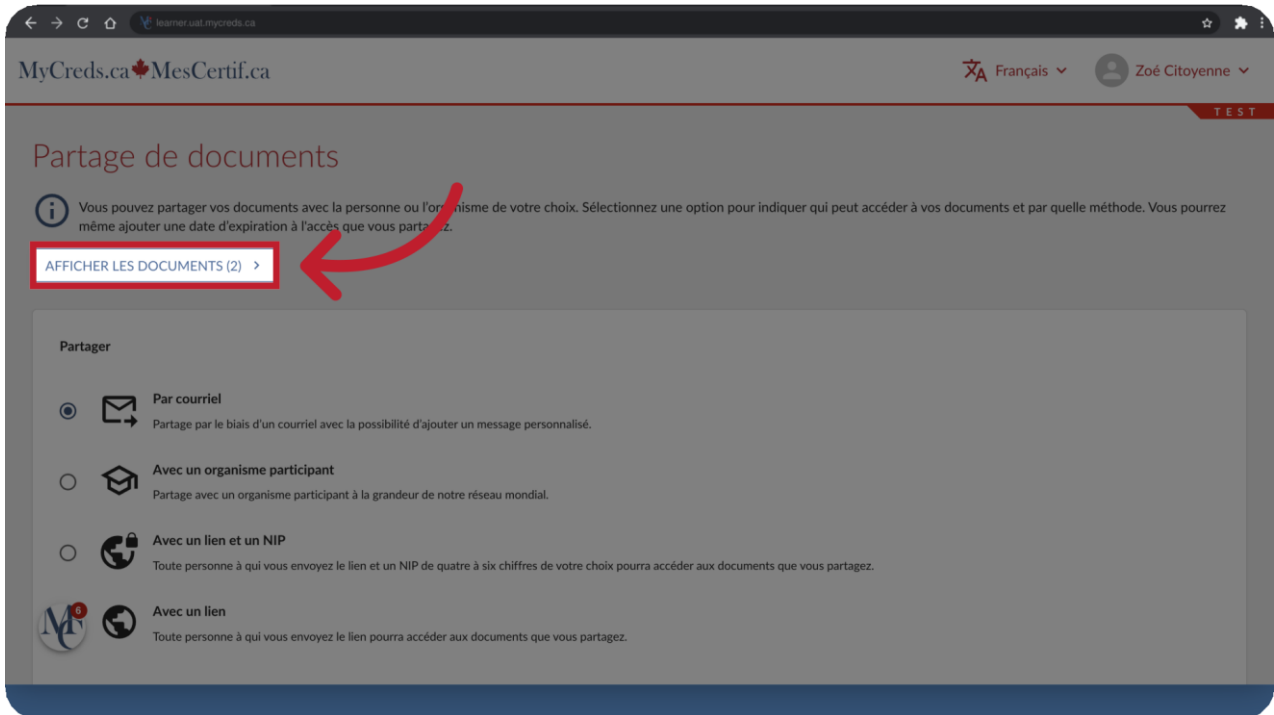 learner.uat.mycreds.ca
MyCreds.ca MesCertif.ca
Français
Zoé Citoyenne
TEST
Partage de documents
Vous pouvez partager vos documents avec la personne ou l'organisme de votre choix. Sélectionnez une option pour indiquer qui peut accéder à vos documents et par quelle méthode. Vous pourrez
même ajouter une date d'expiration à l'accès que vous partagez.
AFFICHER LES DOCUMENTS (2) >
Partager
Par courriel
Partage par le biais d'un courriel avec la possibilité d'ajouter un message personnalisé.
Avec un organisme participant
Partage avec un organisme participant à la grandeur de notre réseau mondial.
Avec un lien et un NIP
Toute personne à qui vous envoyez le lien et un NIP de quatre à six chiffres de votre choix pourra accéder aux documents que vous partagez.
MC 6
Avec un lien
Toute personne à qui vous envoyez le lien pourra accéder aux documents que vous partagez.